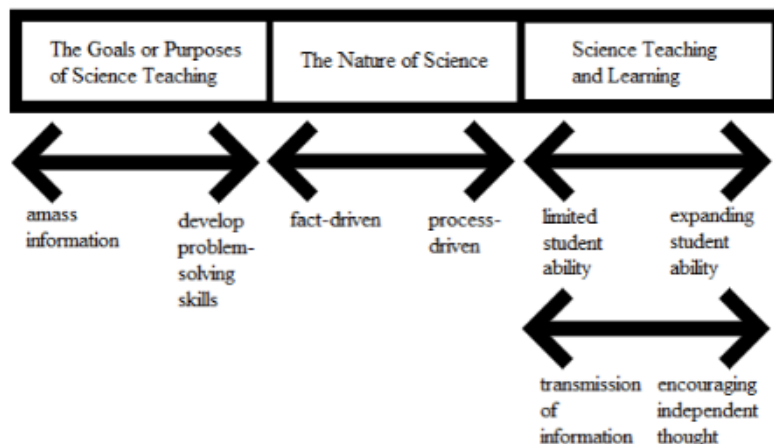 The Goals or Purposes
of Science Teaching
The Nature of Science
Science Teaching
and Learning
amass
information
develop
problem-
solving
skills
fact-driven
process-
driven
limited
student
ability
expanding
student
ability
transmission
of
information
encouraging
independent
thought